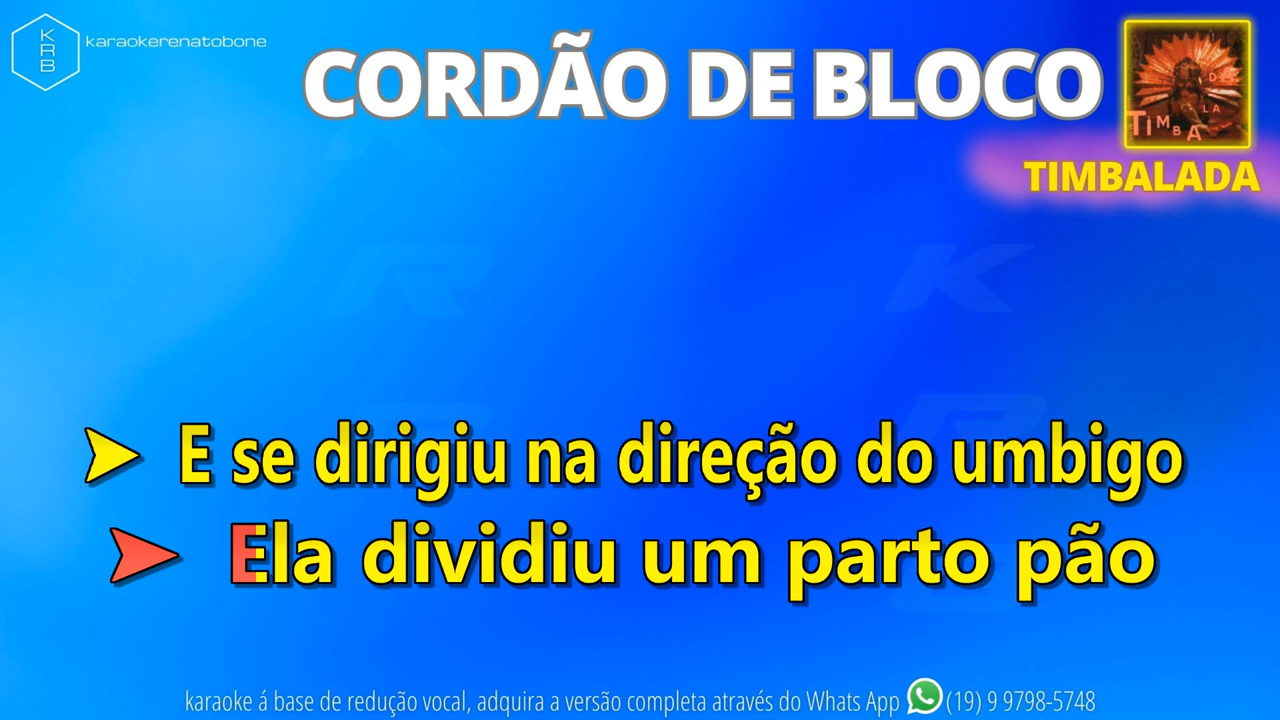 KRB
karaokerenatobone
CORDÃO DE BLOCO
TIMBALADA
E se dirigiu na direção do umbigo
Ela dividiu um parto pão
karaoke á base de redução vocal, adquira a versão completa através do Whats App (19) 9 9798-5748